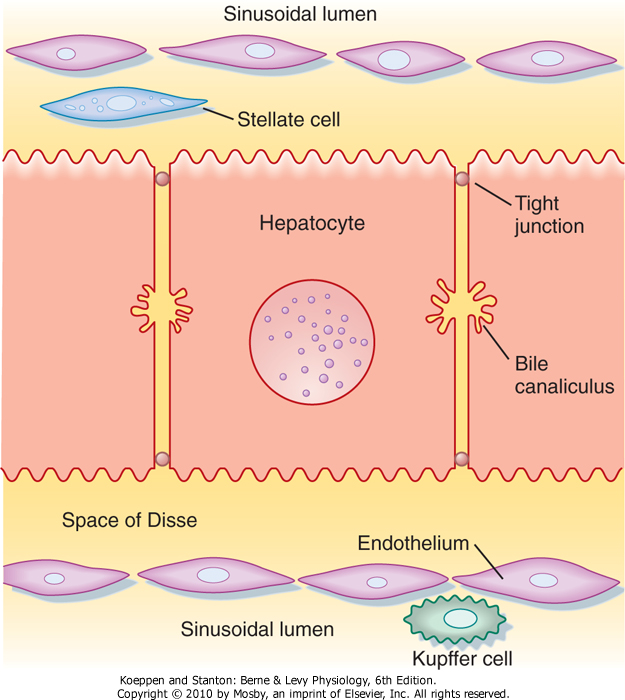 Sinusoidal lumen
Stellate cell
Tight
junction
Hepatocyte
Bile
canaliculus
Space of Disse
Endothelium
Sinusoidal lumen
Kupffer cell
Koeppen and Stanton: Berne & Levy Physiology, 6th Edition.
Copyright © 2010 by Mosby, an imprint of Elsevier, Inc. All rights reserved.